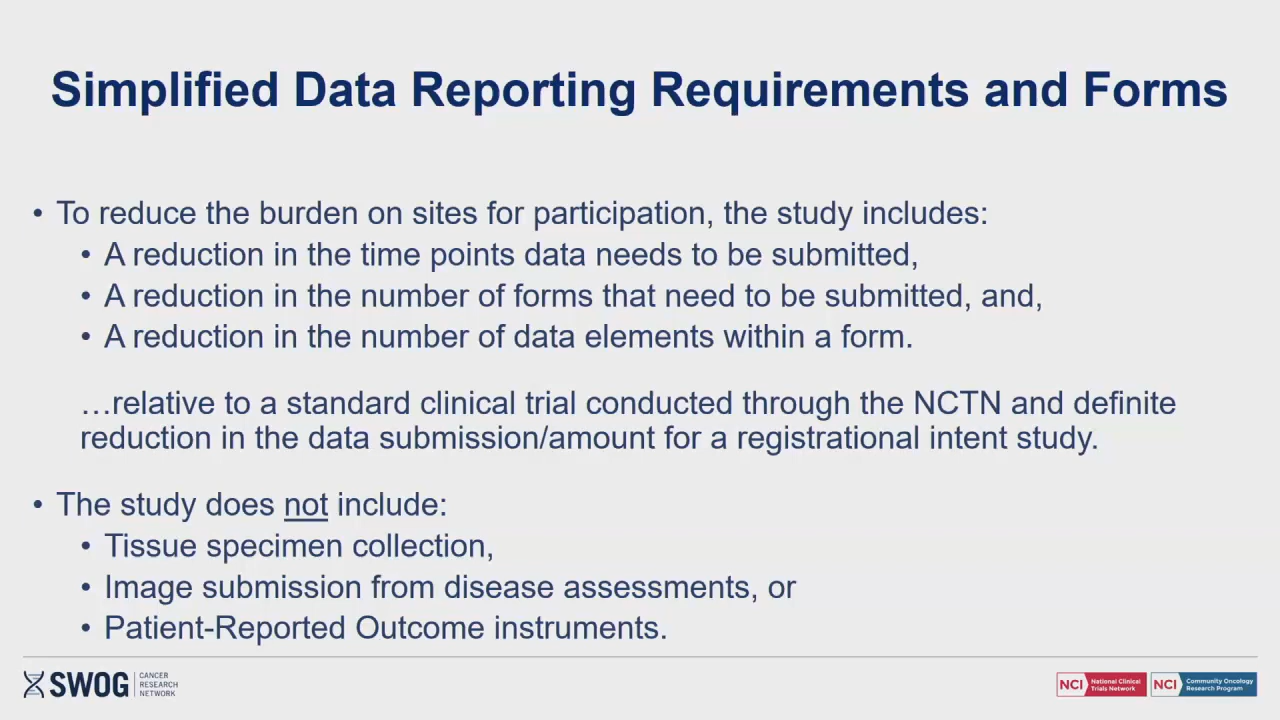 Simplified Data Reporting Requirements and Forms
• To reduce the burden on sites for participation, the study includes:
• A reduction in the time points data needs to be submitted,
• A reduction in the number of forms that need to be submitted, and,
• A reduction in the number of data elements within a form.
…relative to a standard clinical trial conducted through the NCTN and definite
reduction in the data submission/amount for a registrational intent study.
• The study does not include:
• Tissue specimen collection,
• Image submission from disease assessments, or
• Patient-Reported Outcome instruments.
SWOG
CANCER
RESEARCH
NETWORK
NCI
National Clinical
Trials Network
NCI
Community Oncology
Research Program